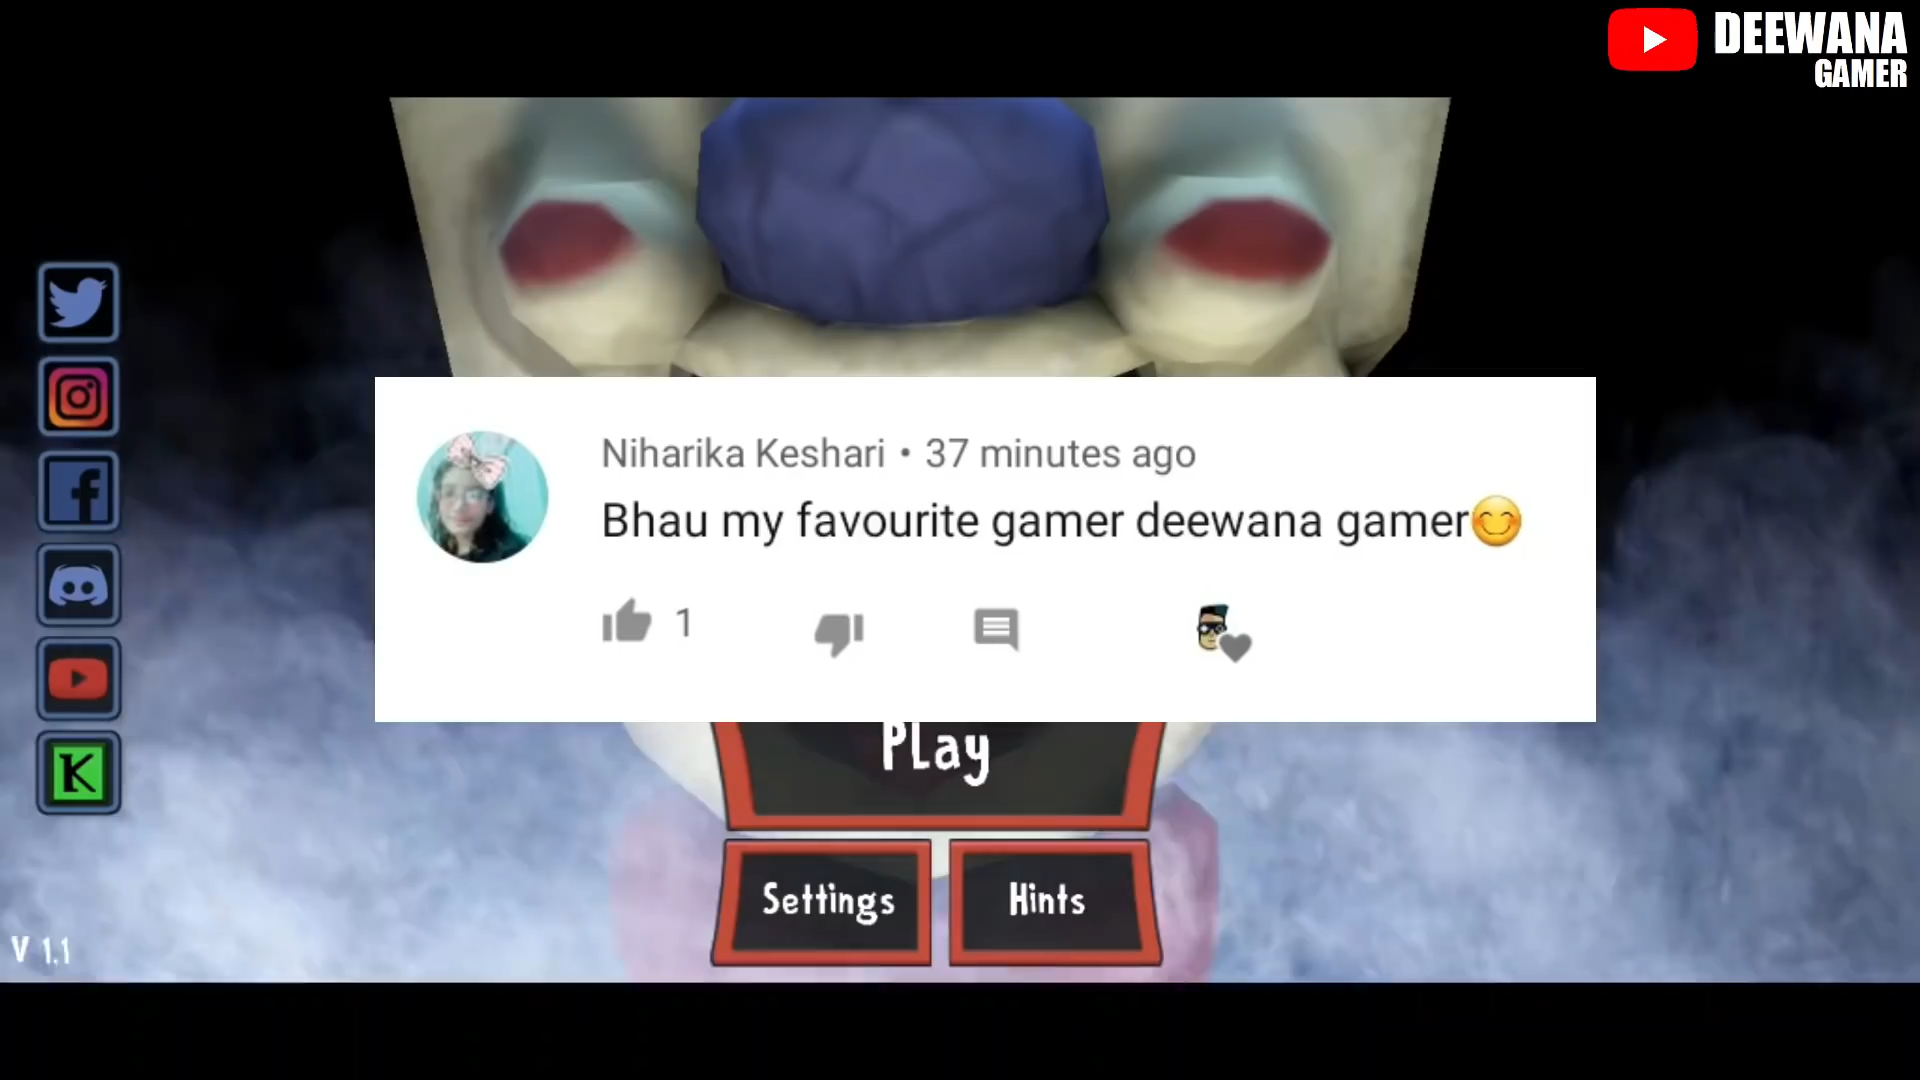 DEEWANA
GAMER
Niharika Keshari • 37 minutes ago
Bhau my favourite gamer deewana gamer😊
1
Play
Settings
Hints
V 1.1